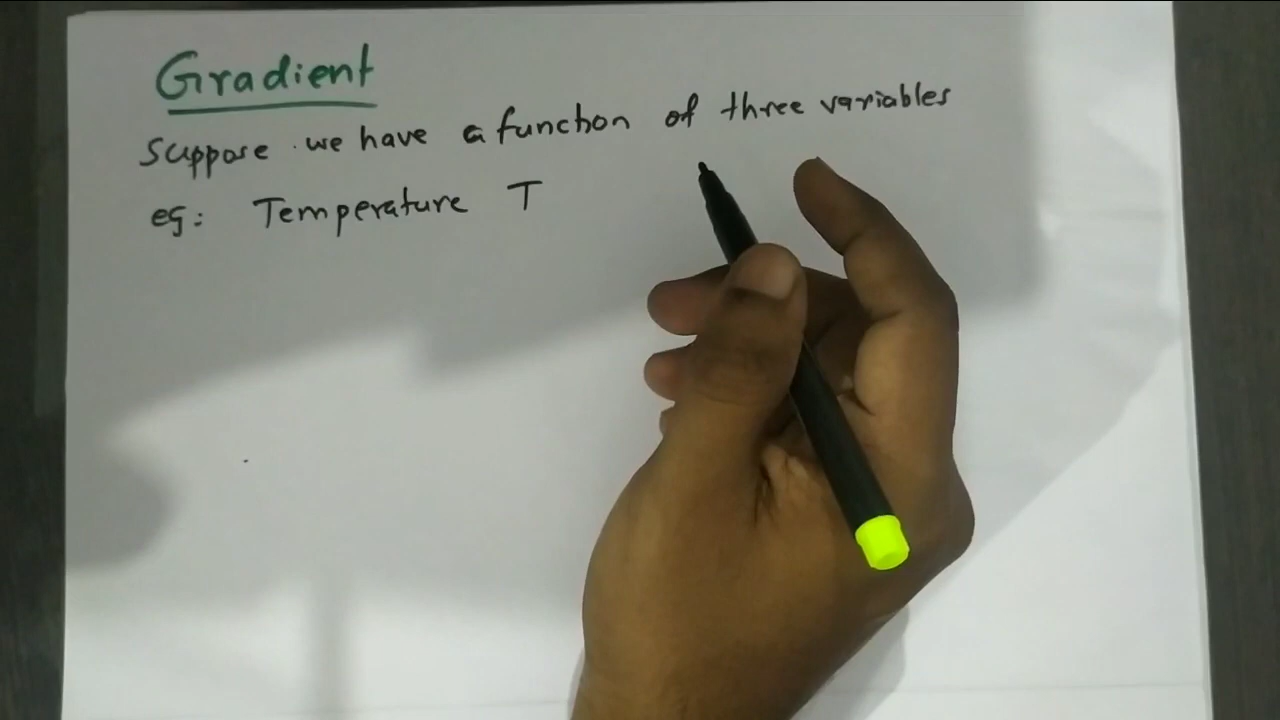 Gradient
Suppose we have a function of three variables
eg: Temperature T